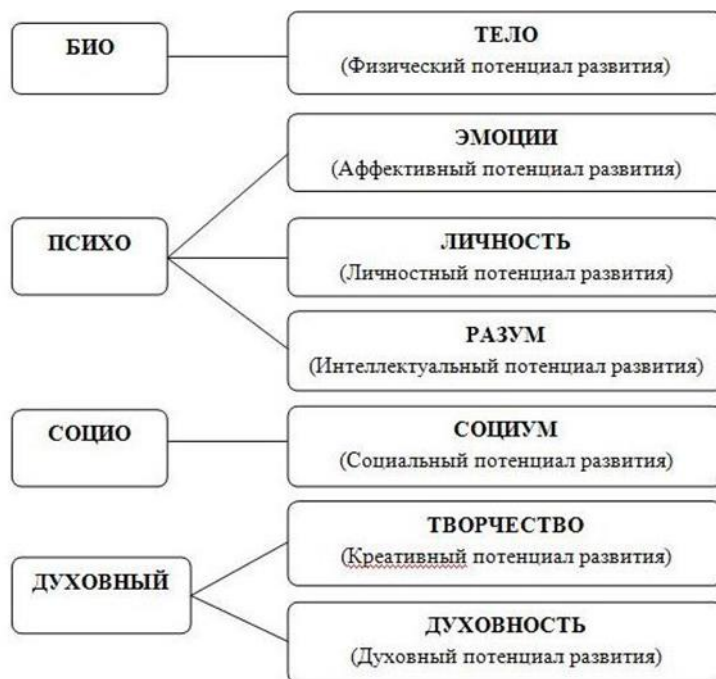 БИО
ТЕЛО
(Физический потенциал развития)
ПСИХО
ЭМОЦИИ
(Аффективный потенциал развития)
ЛИЧНОСТЬ
(Личностный потенциал развития)
РАЗУМ
(Интеллектуальный потенциал развития)
СОЦИО
СОЦИУМ
(Социальный потенциал развития)
ДУХОВНЫЙ
ТВОРЧЕСТВО
(Креативный потенциал развития)
ДУХОВНОСТЬ
(Духовный потенциал развития)